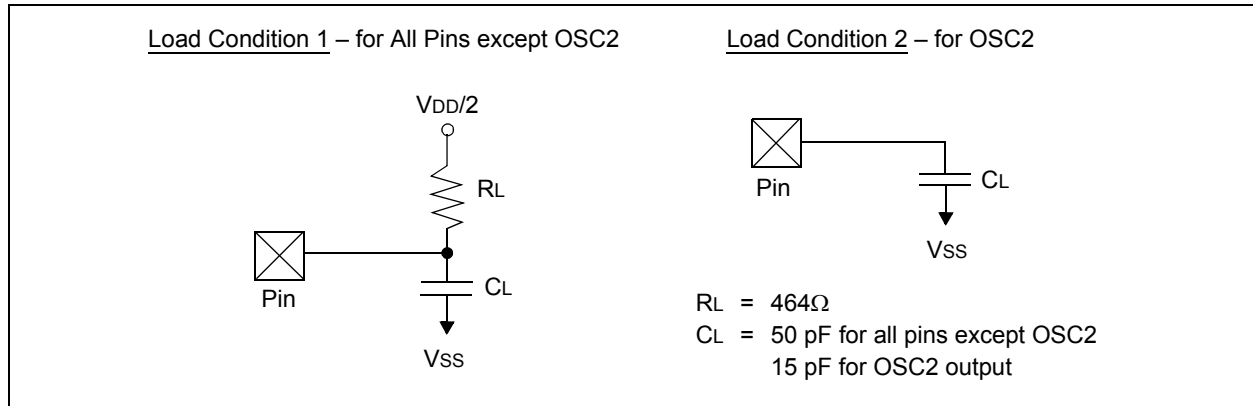 Load Condition 1 – for All Pins except OSC2
VDD/2
RL
Pin
CL
VSS
Load Condition 2 – for OSC2
Pin
CL
VSS
RL = 464Ω
CL = 50 pF for all pins except OSC2
15 pF for OSC2 output